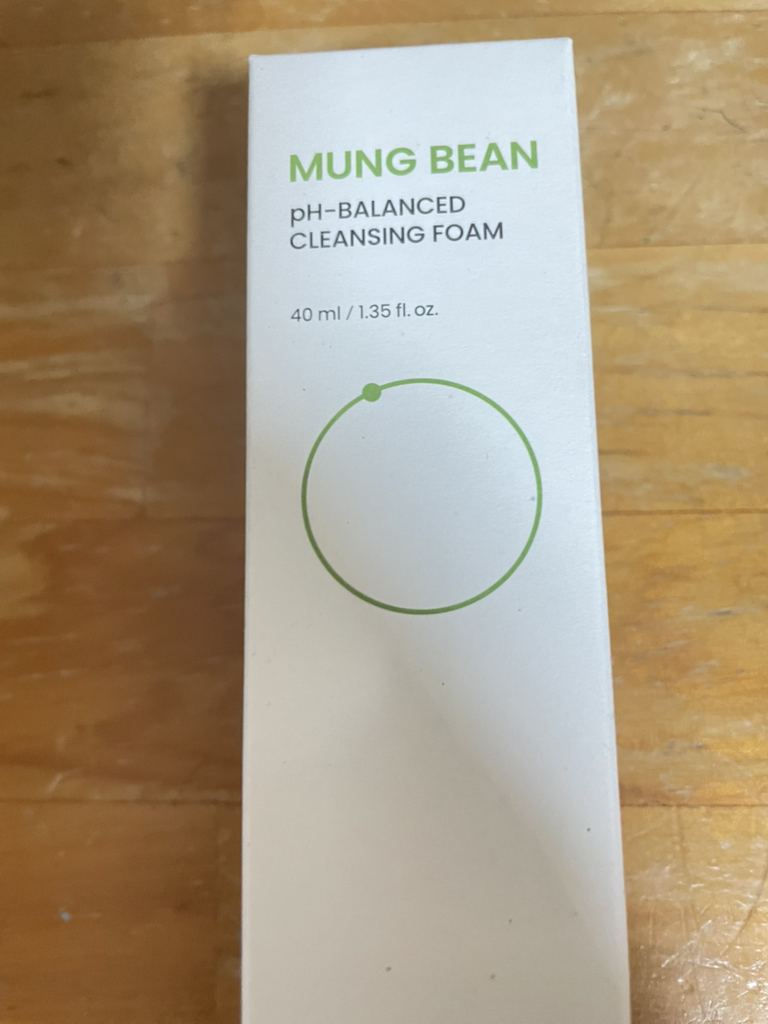 MUNG BEAN
pH-BALANCED
CLEANSING FOAM
40 ml / 1.35 fl. oz.